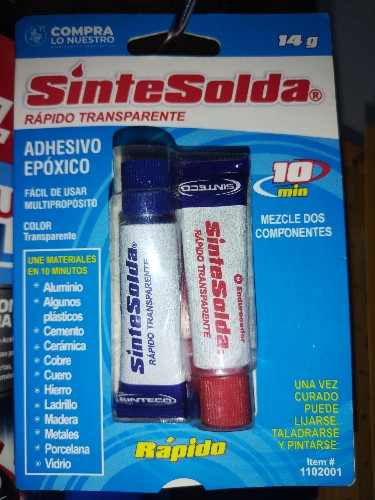 COMPRA
LO NUESTRO
14 g
SinteSolda®
RÁPIDO TRANSPARENTE
ADHESIVO
EPÓXICO
FÁCIL DE USAR
MULTIPROPÓSITO
COLOR
Transparente
UNE MATERIALES
EN 10 MINUTOS
• Aluminio
• Algunos
plásticos
• Cemento
• Cerámica
• Cobre
• Cuero
• Hierro
• Ladrillo
• Madera
• Metales
• Porcelana
• Vidrio
SinteSolda®
RÁPIDO TRANSPARENTE
SINTECO
SINTECO
SinteSolda®
RÁPIDO TRANSPARENTE
Endurecedor
10
min
MEZCLE DOS
COMPONENTES
Rápido
UNA VEZ
CURADO
PUEDE
LIJARSE,
TALADRARSE
Y PINTARSE.
Item #
1102001